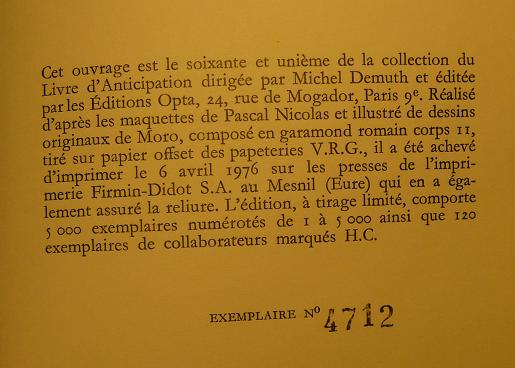 Cet ouvrage est le soixante et unième de la collection du
Livre d'Anticipation dirigée par Michel Demuth et éditée
par les Éditions Opta, 24, rue de Mogador, Paris 9e. Réalisé
d'après les maquettes de Pascal Nicolas et illustré de dessins
originaux de Moro, composé en garamond romain corps 11,
tiré sur papier offset des papeteries V.R.G., il a été achevé
d'imprimer le 6 avril 1976 sur les presses de l'impri-
merie Firmin-Didot S.A. au Mesnil (Eure) qui en a éga-
lement assuré la reliure. L'édition, à tirage limité, comporte
5 000 exemplaires numérotés de 1 à 5 000 ainsi que 120
exemplaires de collaborateurs marqués H.C.
EXEMPLAIRE No 4712